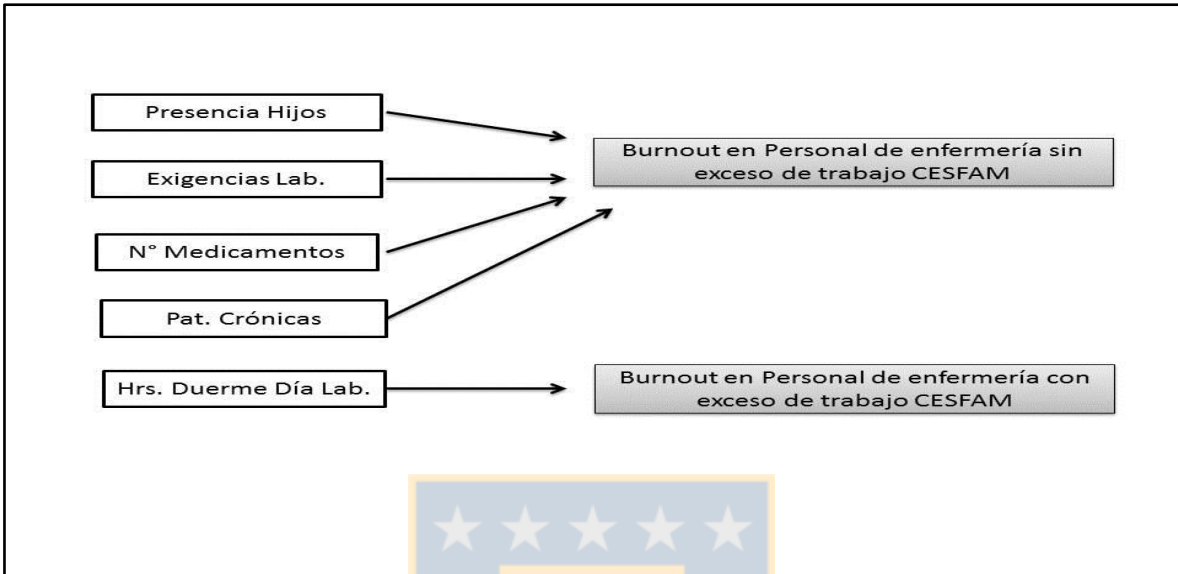 Presencia Hijos
Exigencias Lab.
N° Medicamentos
Pat. Crónicas
Hrs. Duerme Día Lab.
Burnout en Personal de enfermería sin
exceso de trabajo CESFAM
Burnout en Personal de enfermería con
exceso de trabajo CESFAM